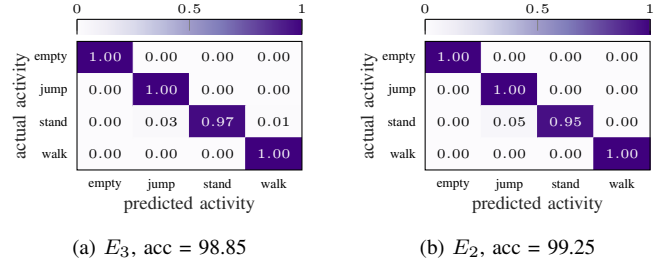 0 1
empty 1.00 0.00 0.00 0.00
jump 0.00 1.00 0.00 0.00
stand 0.00 0.03 0.97 0.01
walk 0.00 0.00 0.00 1.00
actual activity
empty jump stand walk
predicted activity
(a) E₃, acc = 98.85
0 1
empty 1.00 0.00 0.00 0.00
jump 0.00 1.00 0.00 0.00
stand 0.00 0.05 0.95 0.00
walk 0.00 0.00 0.00 1.00
actual activity
empty jump stand walk
predicted activity
(b) E₂, acc = 99.25